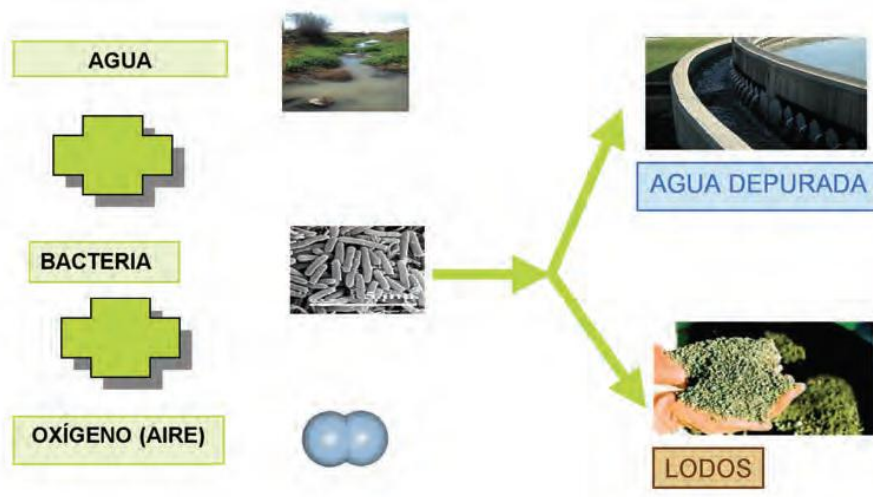 AGUA
BACTERIA
OXÍGENO (AIRE)
AGUA DEPURADA
LODOS